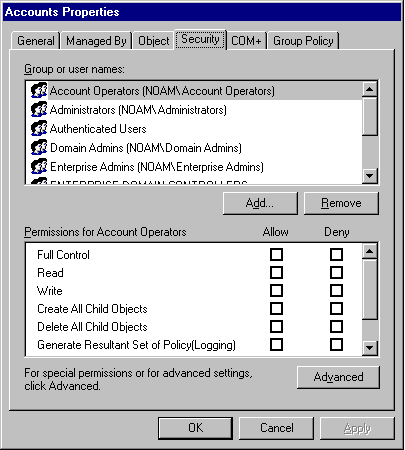 Accounts Properties
General Managed By Object Security COM+ Group Policy
Group or user names:
Account Operators (NOAM\Account Operators)
Administrators (NOAM\Administrators)
Authenticated Users
Domain Admins (NOAM\Domain Admins)
Enterprise Admins (NOAM\Enterprise Admins)
ENTERPRISE DOMAIN CONTROLLERS
Add... Remove
Permissions for Account Operators Allow Deny
Full Control
Read
Write
Create All Child Objects
Delete All Child Objects
Generate Resultant Set of Policy(Logging)
For special permissions or for advanced settings,
click Advanced.
Advanced
OK Cancel Apply